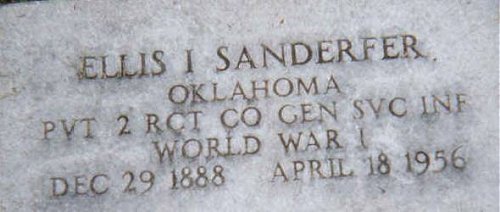 ELLIS I SANDERFER
OKLAHOMA
PVT 2 RCT CO GEN SVC INF
WORLD WAR I
DEC 29 1888 APRIL 18 1956